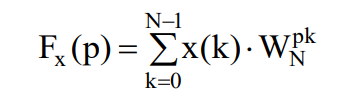 N–1
Fₓ(p) = ∑x(k) · W_N^{pk}
k=0